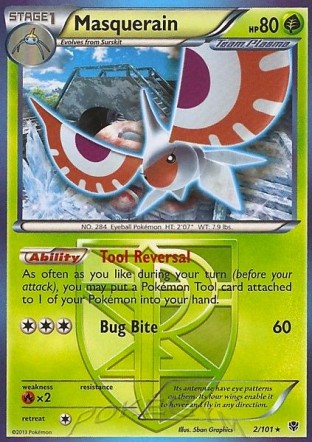 STAGE1
Masquerain
HP80
Evolves from Surskit
Team Plasma
NO. 284 Eyeball Pokémon HT: 2'07" WT: 7.9 lbs.
Ability Tool Reversal
As often as you like during your turn (before your
attack), you may put a Pokémon Tool card attached
to 1 of your Pokémon into your hand.
Bug Bite 60
weakness resistance
×2
retreat
Its antennae have eye patterns
on them. Its four wings enable it
to hover and fly in any direction.
©2013 Pokémon
Illus. 5ban Graphics
2/101 ★